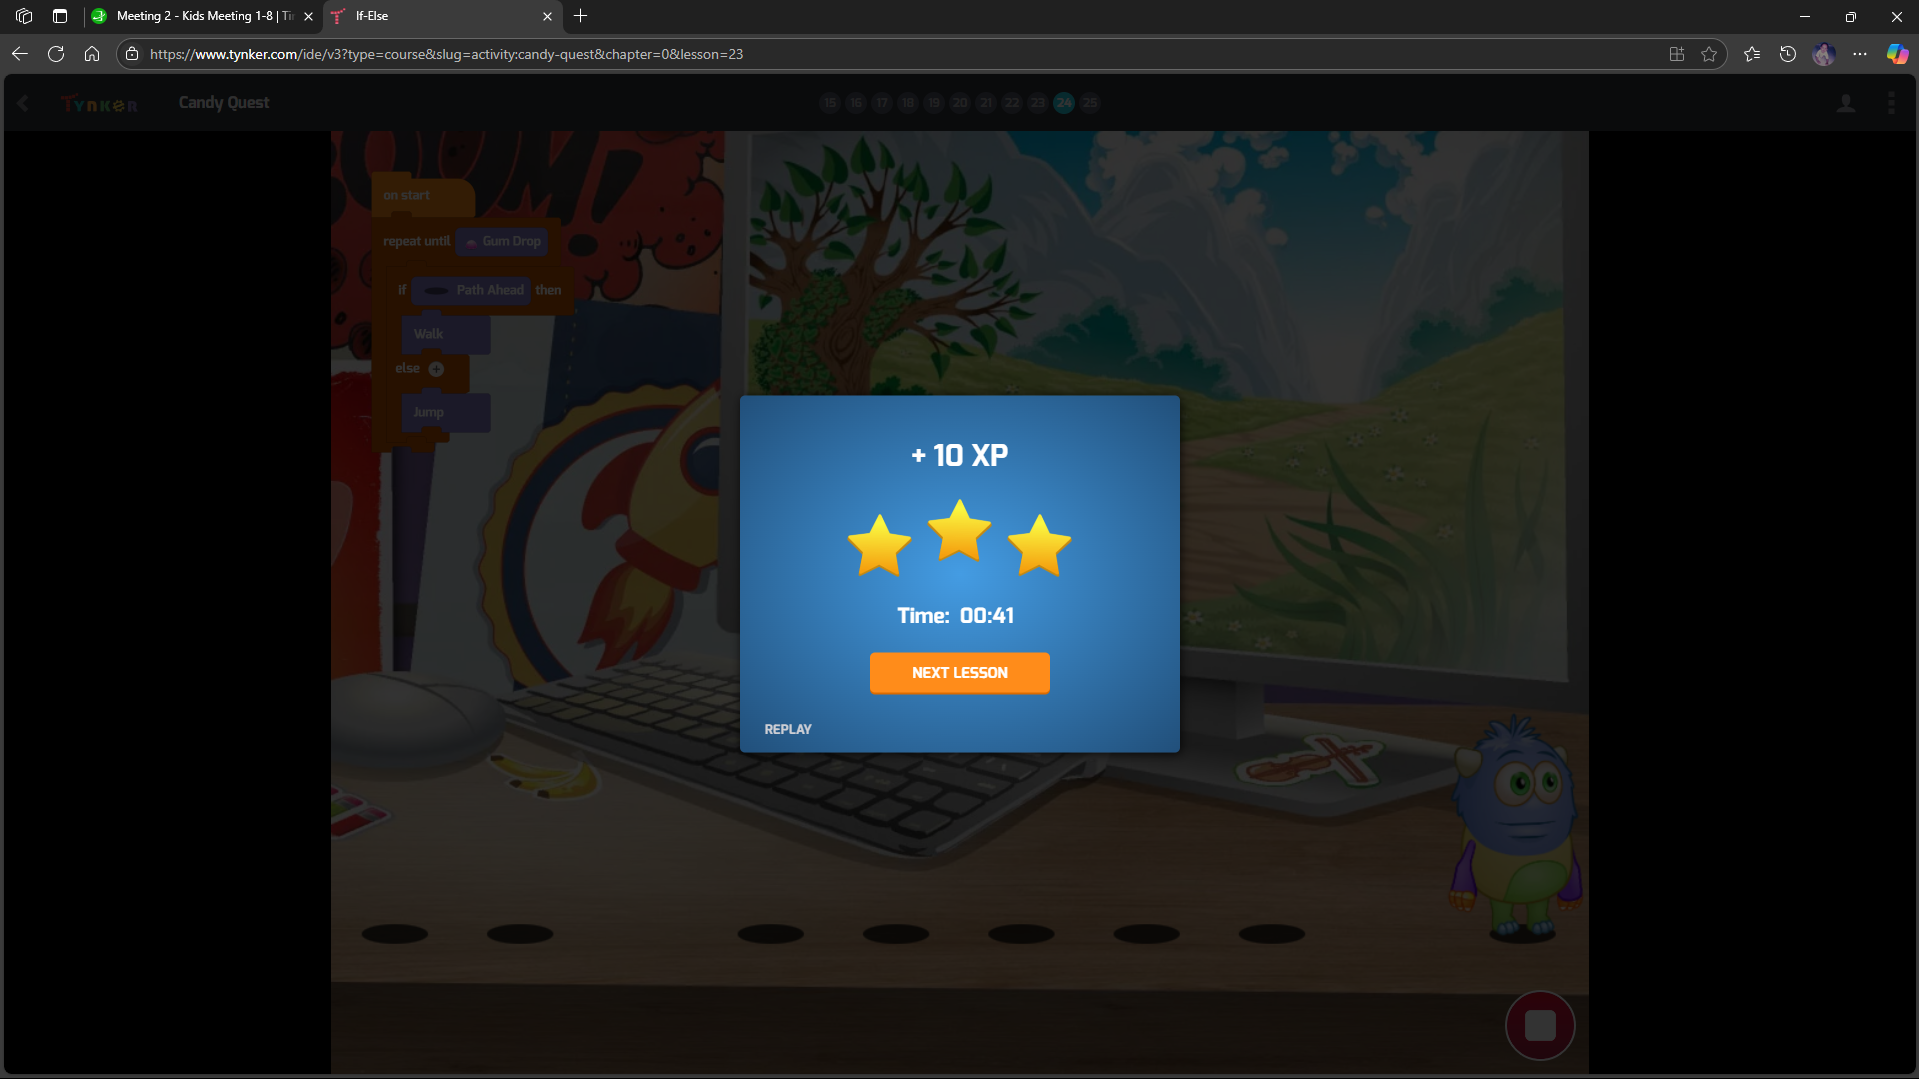 Meeting 2 - Kids Meeting 1-8 | Ti
If-Else
https://www.tynker.com/ide/v3?type=course&slug=activity:candy-quest&chapter=0&lesson=23
TYNKER
Candy Quest
15 16 17 18 19 20 21 22 23 24 25
on start
repeat until Gum Drop
if Path Ahead then
Walk
else +
Jump
+ 10 XP
Time: 00:41
NEXT LESSON
REPLAY